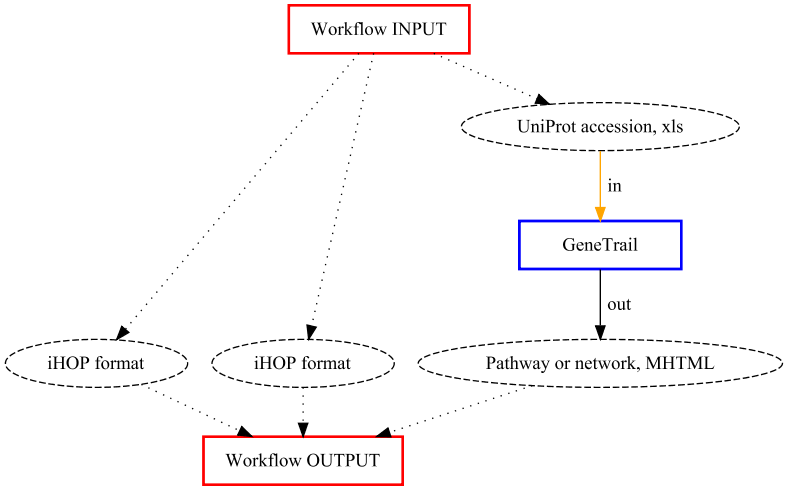 Workflow INPUT
UniProt accession, xls
in
GeneTrail
out
iHOP format
iHOP format
Pathway or network, MHTML
Workflow OUTPUT